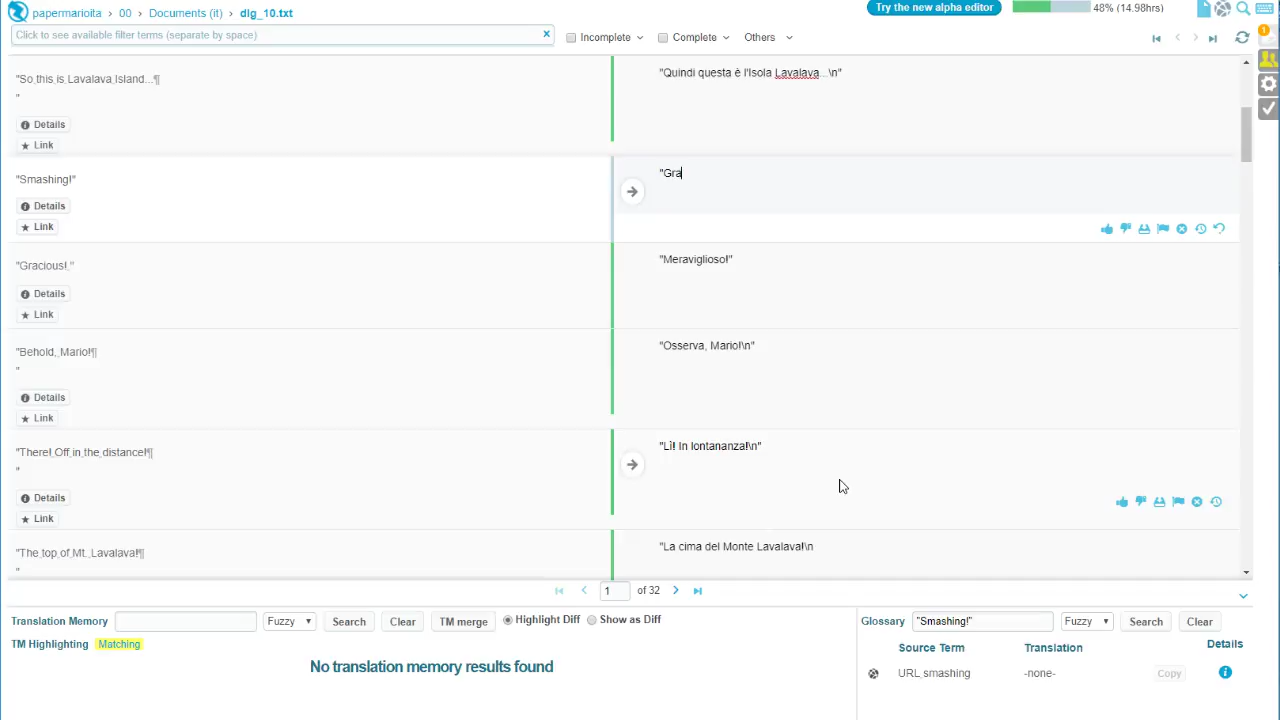 papermarioita › 00 › Documents (it) › dlg_10.txt
Try the new alpha editor
48% (14.98hrs)
Click to see available filter terms (separate by space)
Incomplete
Complete
Others
1
"So this is Lavalava Island...¶
"
Details
Link
"Quindi questa è l'Isola Lavalava...\n"
"Smashing!"
Details
Link
"Gra
"Gracious!."
Details
Link
"Meraviglioso!"
"Behold, Mario!¶
"
Details
Link
"Osserva, Mario!\n"
"There! Off in the distance!¶
"
Details
Link
"Lì! In lontananza!\n"
"The top of Mt. Lavalava!¶
"
"La cima del Monte Lavalava!\n
1 of 32
Translation Memory
Fuzzy
Search
Clear
TM merge
Highlight Diff
Show as Diff
TM Highlighting Matching
No translation memory results found
Glossary
"Smashing!"
Fuzzy
Search
Clear
Source Term
Translation
Details
URL smashing
-none-
Copy